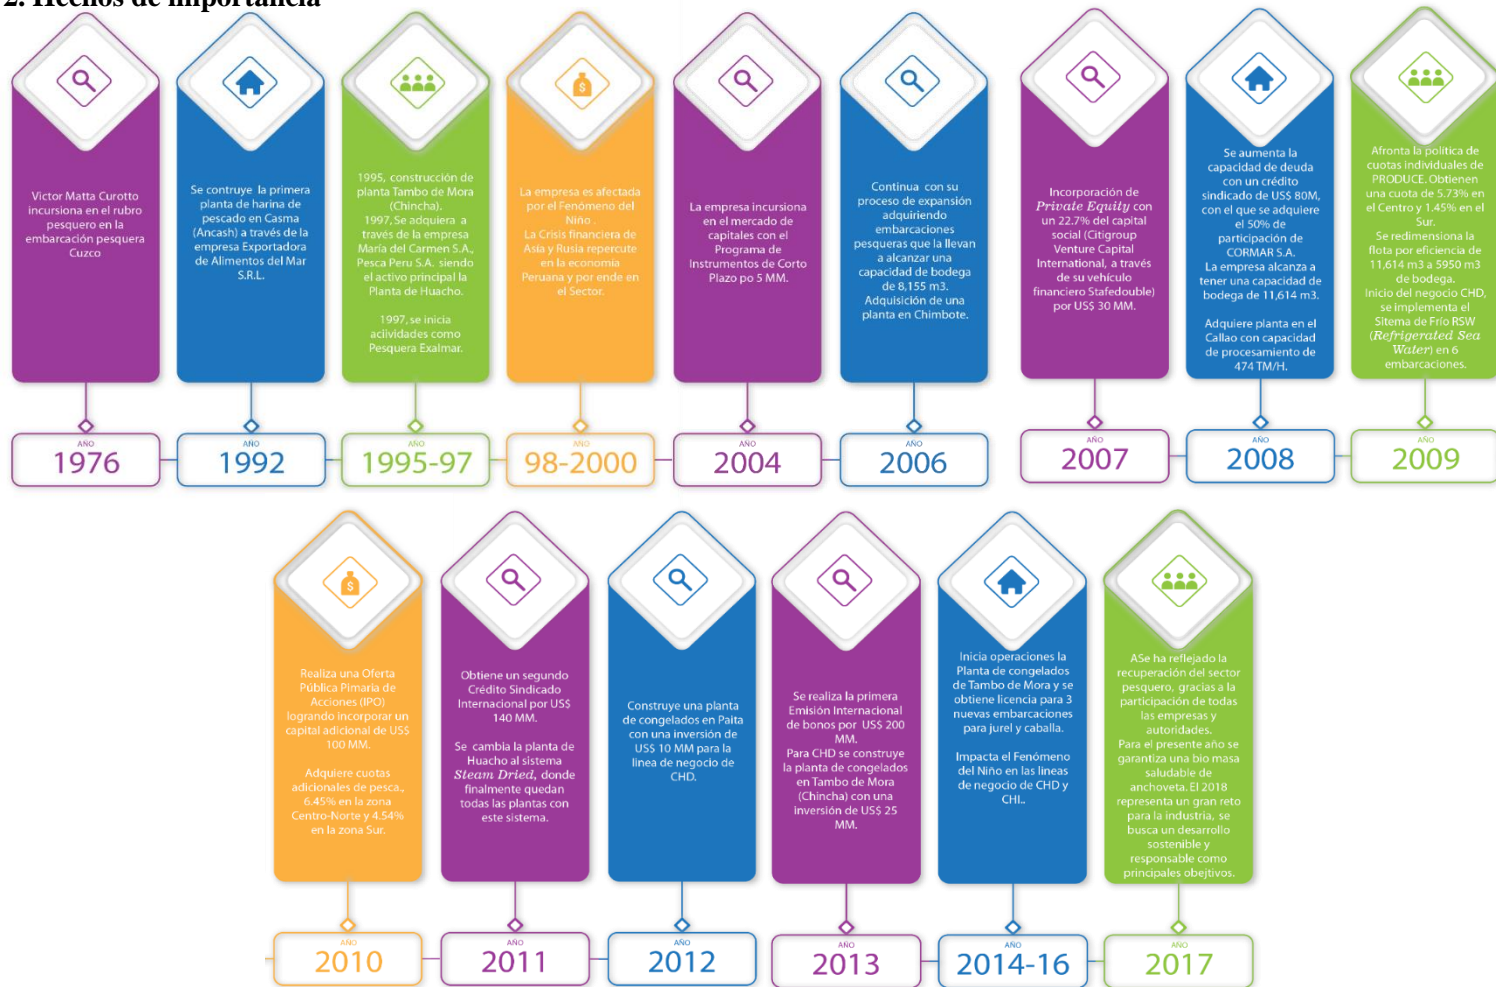 2. Hechos de importancia
Victor Matta Curotto
incursiona en el rubro
pesquero en la
embarcación pesquera
Cuzco
AÑO
1976
Se contruye la primera
planta de harina de
pescado en Casma
(Ancash) a través de la
empresa Exportadora
de Alimentos del Mar
S.R.L.
AÑO
1992
1995, construcción de
planta Tambo de Mora
(Chincha).
1997, Se adquiera a
través de la empresa
María del Carmen S.A.,
Pesca Peru S.A. siendo
el activo principal la
Planta de Huacho.
1997, se inicia
aciividades como
Pesquera Exalmar.
AÑO
1995-97
La empresa es afectada
por el Fenómeno del
Niño .
La Crisis financiera de
Asia y Rusia repercute
en la economía
Peruana y por ende en
el Sector.
AÑO
98-2000
La empresa incursiona
en el mercado de
capitales con el
Programa de
Instrumentos de Corto
Plazo po 5 MM.
AÑO
2004
Continua con su
proceso de expansión
adquiriendo
embarcaciones
pesqueras que la llevan
a alcanzar una
capacidad de bodega
de 8,155 m3.
Adquisición de una
planta en Chimbote.
AÑO
2006
Incorporación de
Private Equity con
un 22.7% del capital
social (Citigroup
Venture Capital
International, a través
de su vehículo
financiero Stafedouble)
por US$ 30 MM.
AÑO
2007
Se aumenta la
capacidad de deuda
con un crédito
sindicado de US$ 80M,
con el que se adquiere
el 50% de
participación de
CORMAR S.A.
La empresa alcanza a
tener una capacidad de
bodega de 11,614 m3.
Adquiere planta en el
Callao con capacidad
de procesamiento de
474 TM/H.
AÑO
2008
Afronta la política de
cuotas individuales de
PRODUCE. Obtienen
una cuota de 5.73% en
el Centro y 1.45% en el
Sur.
Se redimensiona la
flota por eficiencia de
11,614 m3 a 5950 m3
de bodega.
Inicio del negocio CHD,
se implementa el
Sitema de Frío RSW
(Refrigerated Sea
Water) en 6
embarcaciones.
AÑO
2009
Realiza una Oferta
Pública Pimaria de
Acciones (IPO)
logrando incorporar un
capital adicional de US$
100 MM.
Adquiere cuotas
adicionales de pesca.,
6.45% en la zona
Centro-Norte y 4.54%
en la zona Sur.
AÑO
2010
Obtiene un segundo
Crédito Sindicado
Internacional por US$
140 MM.
Se cambia la planta de
Huacho al sistema
Steam Dried, donde
finalmente quedan
todas las plantas con
este sistema.
AÑO
2011
Construye una planta
de congelados en Paita
con una inversión de
US$ 10 MM para la
linea de negocio de
CHD.
AÑO
2012
Se realiza la primera
Emisión Internacional
de bonos por US$ 200
MM.
Para CHD se construye
la planta de congelados
en Tambo de Mora
(Chincha) con una
inversión de US$ 25
MM.
AÑO
2013
Inicia operaciones la
Planta de congelados
de Tambo de Mora y se
obtiene licencia para 3
nuevas embarcaciones
para jurel y caballa.
Impacta el Fenómeno
del Niño en las líneas
de negocio de CHD y
CHI..
AÑO
2014-16
ASe ha reflejado la
recuperación del sector
pesquero, gracias a la
participación de todas
las empresas y
autoridades.
Para el presente año se
garantiza una bio masa
saludable de
anchoveta. El 2018
representa un gran reto
para la industria, se
busca un desarrollo
sostenible y
responsable como
principales obejtivos.
AÑO
2017